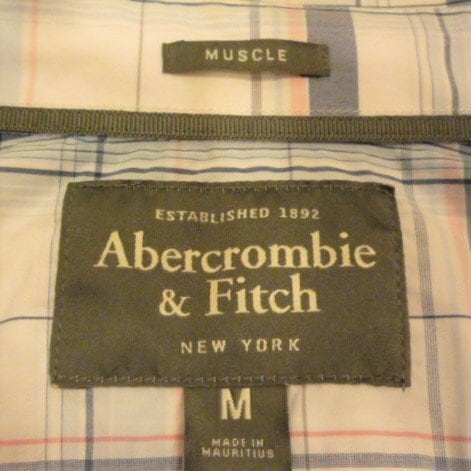 MUSCLE
ESTABLISHED 1892
Abercrombie
& Fitch
NEW YORK
M
MADE IN
MAURITIUS